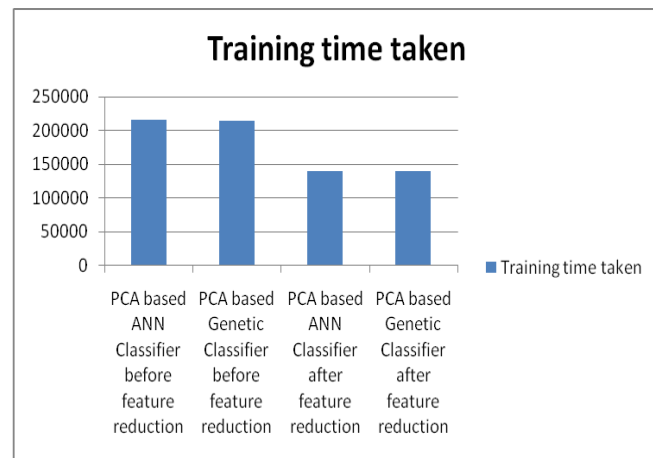 Training time taken
250000
200000
150000
100000
50000
0
PCA based
ANN
Classifier
before
feature
reduction
PCA based
Genetic
Classifier
before
feature
reduction
PCA based
ANN
Classifier
after
feature
reduction
PCA based
Genetic
Classifier
after
feature
reduction
Training time taken